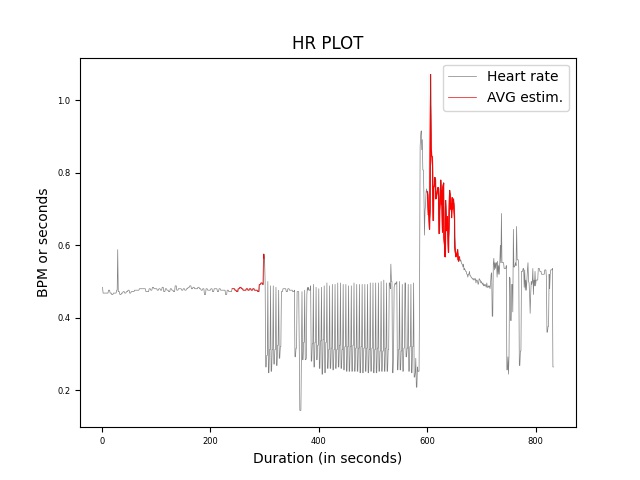 HR PLOT
Heart rate
AVG estim.
1.0
0.8
0.6
0.4
0.2
BPM or seconds
0 200 400 600 800
Duration (in seconds)